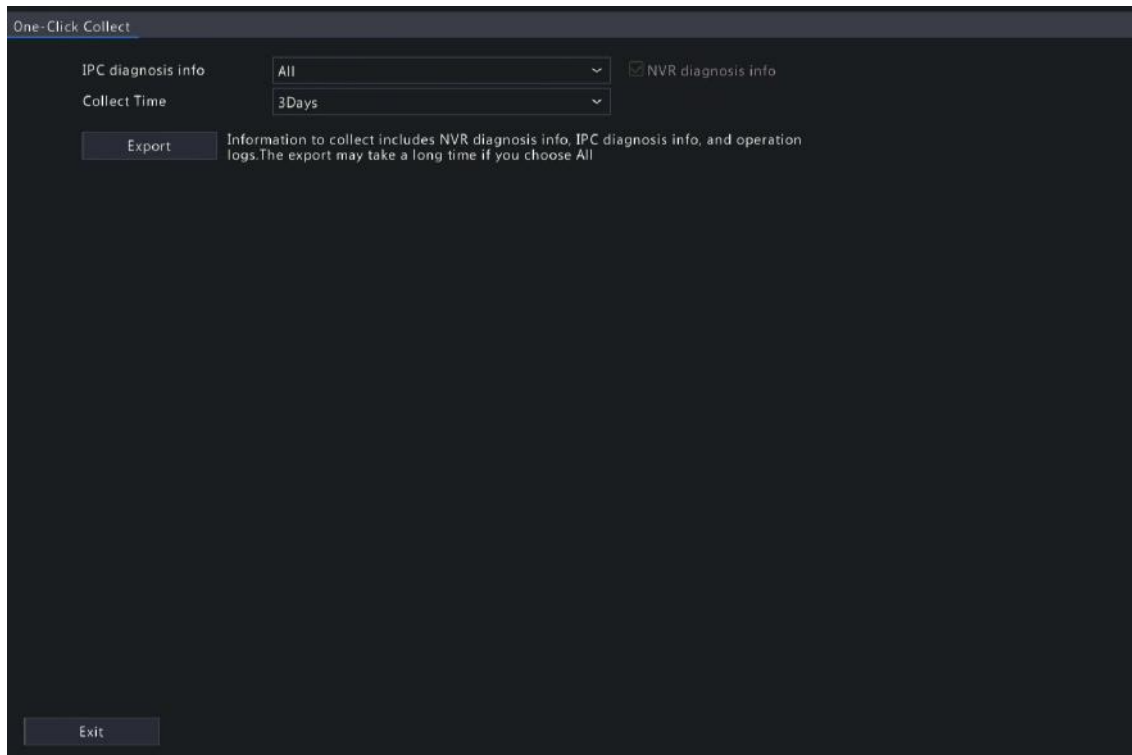 One-Click Collect
IPC diagnosis info
All
NVR diagnosis info
Collect Time
3Days
Export
Information to collect includes NVR diagnosis info, IPC diagnosis info, and operation
logs.The export may take a long time if you choose All
Exit